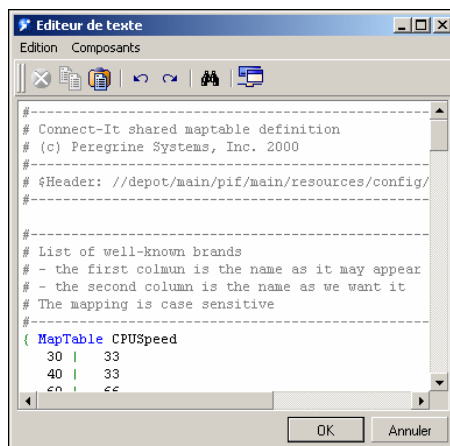 Editeur de texte
Edition Composants
#--------------------------------------------------
# Connect-It shared maptable definition
# (c) Peregrine Systems, Inc. 2000
#--------------------------------------------------
# $Header: //depot/main/pif/main/resources/config/
#--------------------------------------------------
#--------------------------------------------------
# List of well-known brands
# - the first colmun is the name as it may appear
# - the second column is the name as we want it
# The mapping is case sensitive
#--------------------------------------------------
{ MapTable CPUSpeed
30 | 33
40 | 33
60 | 66
OK Annuler